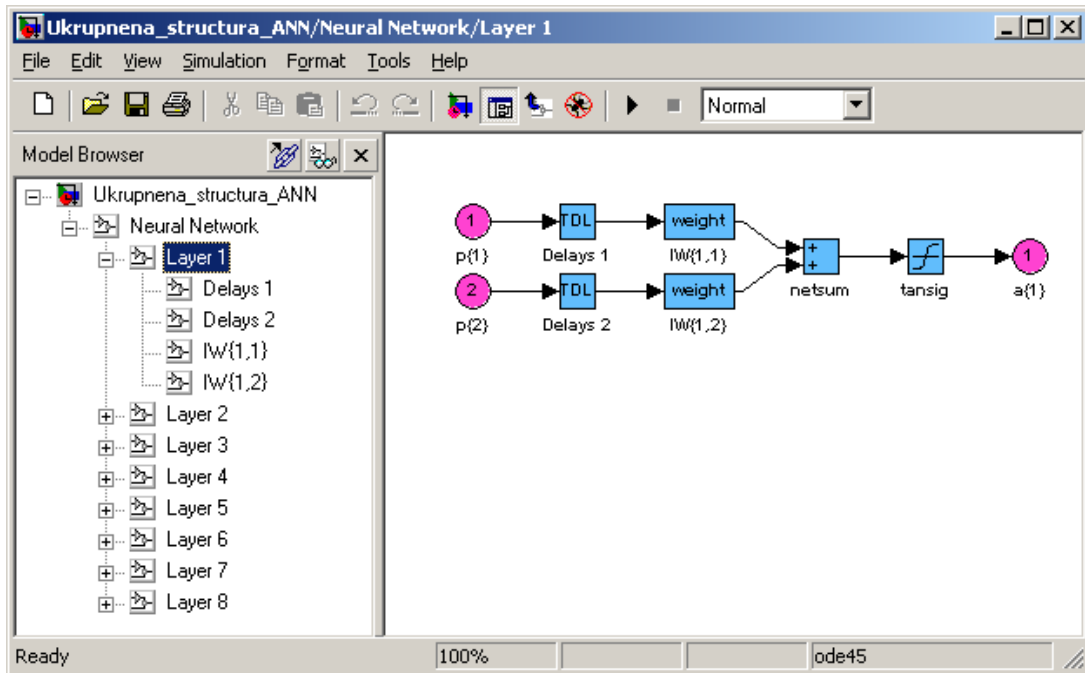 Ukrupnena_structura_ANN/Neural Network/Layer 1
File Edit View Simulation Format Tools Help
Normal
Model Browser
Ukrupnena_structura_ANN
Neural Network
Layer 1
Delays 1
Delays 2
IW{1,1}
IW{1,2}
Layer 2
Layer 3
Layer 4
Layer 5
Layer 6
Layer 7
Layer 8
1 TDL weight
p{1} Delays 1 IW{1,1}
+
+
1
netsum tansig a{1}
2 TDL weight
p{2} Delays 2 IW{1,2}
Ready 100% ode45